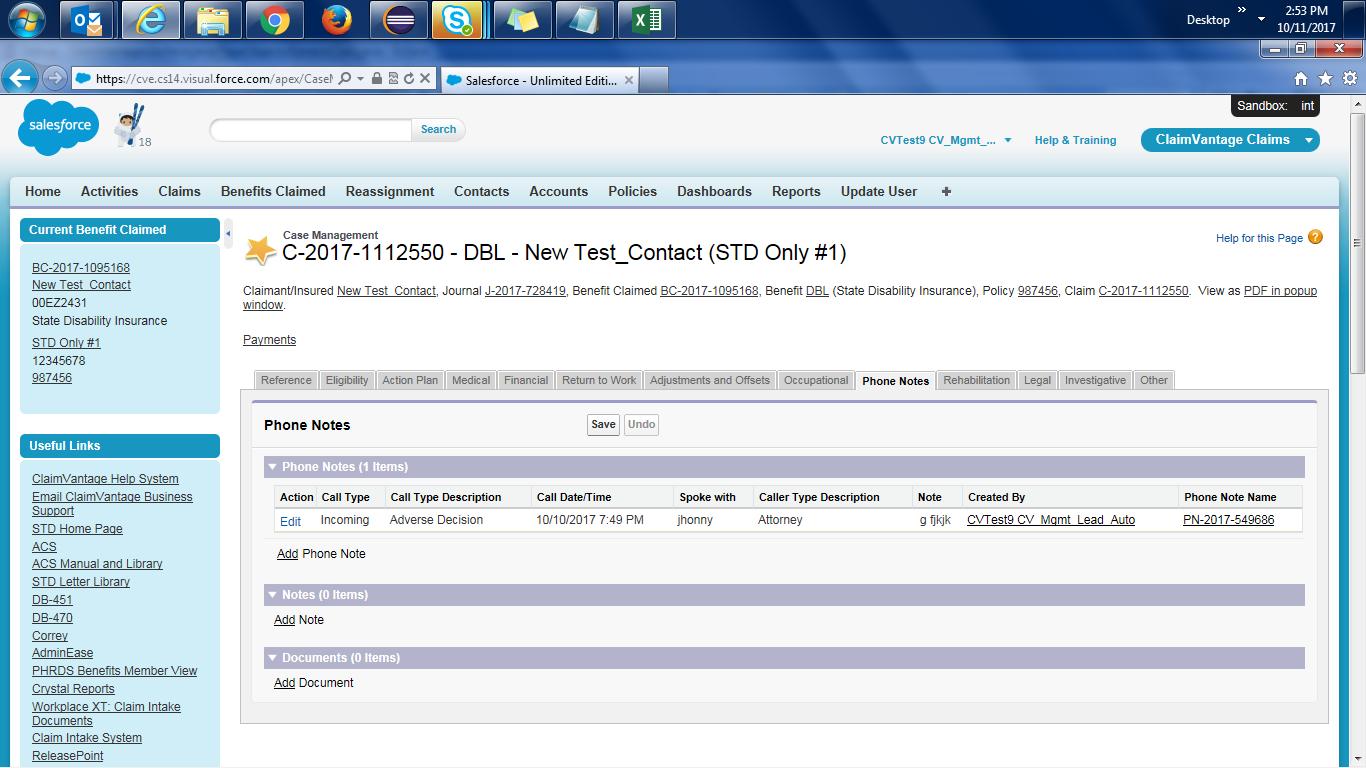 Desktop » 2:53 PM
10/11/2017
https://cve.cs14.visual.force.com/apex/CaseM
Salesforce - Unlimited Editi...
Sandbox: int
salesforce 18 Search
CVTest9 CV_Mgmt_... Help & Training ClaimVantage Claims
Home Activities Claims Benefits Claimed Reassignment Contacts Accounts Policies Dashboards Reports Update User +
Current Benefit Claimed
BC-2017-1095168
New Test_Contact
00EZ2431
State Disability Insurance
STD Only #1
12345678
987456
Useful Links
ClaimVantage Help System
Email ClaimVantage Business
Support
STD Home Page
ACS
ACS Manual and Library
STD Letter Library
DB-451
DB-470
Correy
AdminEase
PHRDS Benefits Member View
Crystal Reports
Workplace XT: Claim Intake
Documents
Claim Intake System
ReleasePoint
Case Management
C-2017-1112550 - DBL - New Test_Contact (STD Only #1)
Help for this Page ?
Claimant/Insured New Test_Contact, Journal J-2017-728419, Benefit Claimed BC-2017-1095168, Benefit DBL (State Disability Insurance), Policy 987456, Claim C-2017-1112550. View as PDF in popup
window.
Payments
Reference Eligibility Action Plan Medical Financial Return to Work Adjustments and Offsets Occupational Phone Notes Rehabilitation Legal Investigative Other
Phone Notes Save Undo
Phone Notes (1 Items)
Action Call Type Call Type Description Call Date/Time Spoke with Caller Type Description Note Created By Phone Note Name
Edit Incoming Adverse Decision 10/10/2017 7:49 PM jhonny Attorney g fjkjk CVTest9 CV_Mgmt_Lead_Auto PN-2017-549686
Add Phone Note
Notes (0 Items)
Add Note
Documents (0 Items)
Add Document